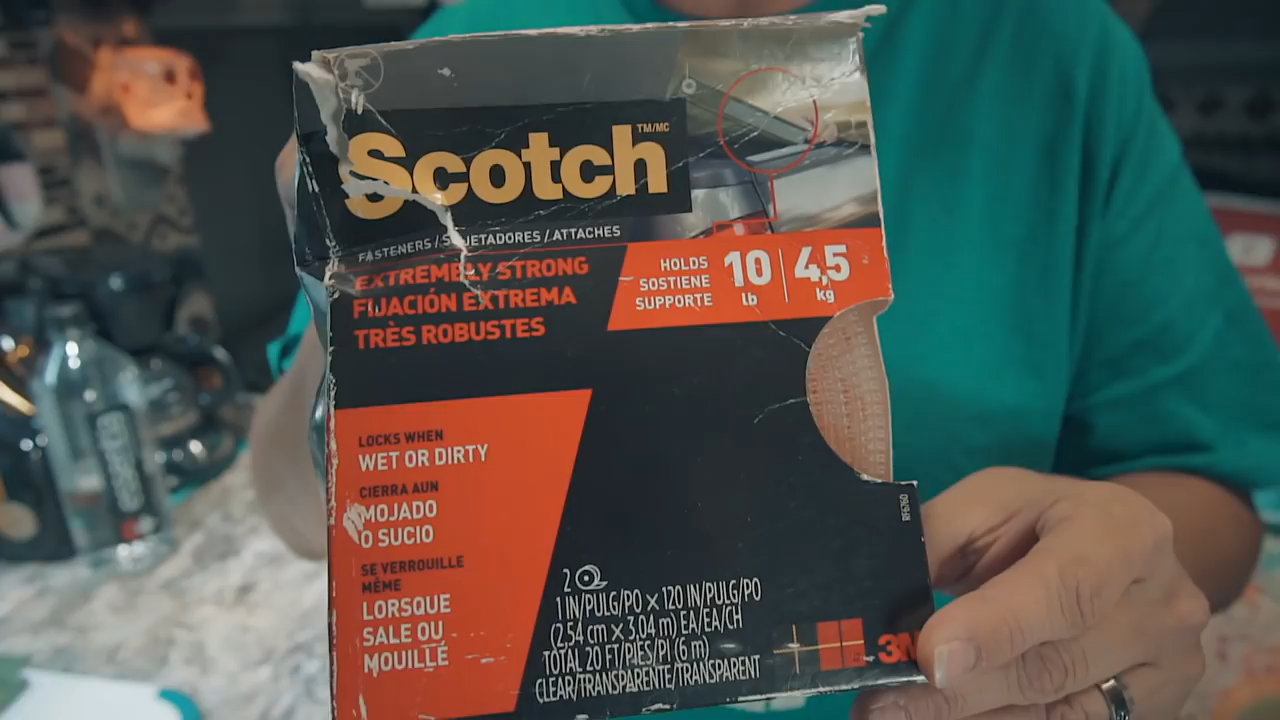 Scotch TM/MC
FASTENERS / SUJETADORES / ATTACHES
EXTREMELY STRONG
FIJACIÓN EXTREMA
TRÈS ROBUSTES
HOLDS
SOSTIENE
SUPPORTE
10
lb
4,5
kg
LOCKS WHEN
WET OR DIRTY
CIERRA AUN
MOJADO
O SUCIO
SE VERROUILLE
MÊME
LORSQUE
SALE OU
MOUILLÉ
RF6760
2
1 IN/PULG/PO X 120 IN/PULG/PO
(2,54 cm X 3,04 m) EA/EA/CH
TOTAL 20 FT/PIES/PI (6 m)
CLEAR/TRANSPARENTE/TRANSPARENT
3M